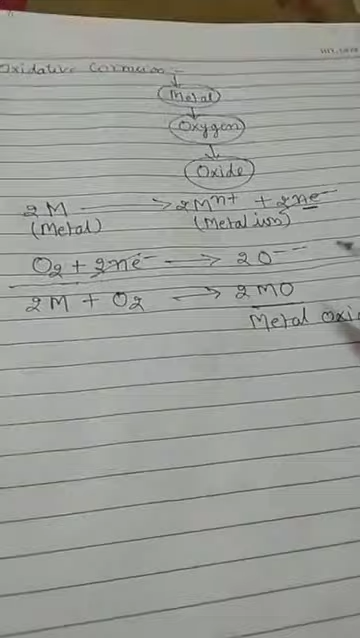 Oxidative Corrosion -
Metal
Oxygen
Oxide
2M → 2Mⁿ⁺ + 2ne⁻
(Metal) (Metal ion)
O₂ + 2ne⁻ → 2O⁻⁻
2M + O₂ → 2MO
Metal Oxi